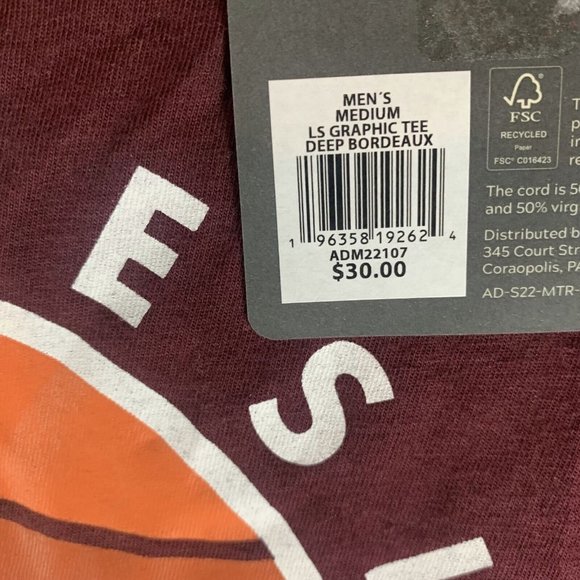 MEN'S
MEDIUM
LS GRAPHIC TEE
DEEP BORDEAUX
1 96358 19262 4
ADM22107
$30.00
FSC
RECYCLED
Paper
FSC® C016423
The cord is 50
and 50% virg
Distributed b
345 Court Str
Coraopolis, PA
AD-S22-MTR-
E
S